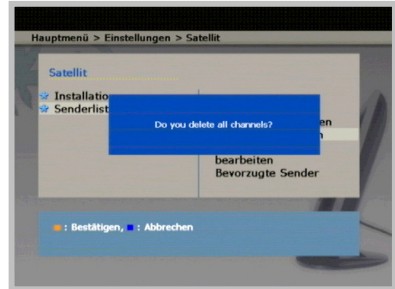 Hauptmenü > Einstellungen > Satellit
Satellit
Installatio
Senderlist
Do you delete all channels?
en
n
bearbeiten
Bevorzugte Sender
: Bestätigen, : Abbrechen